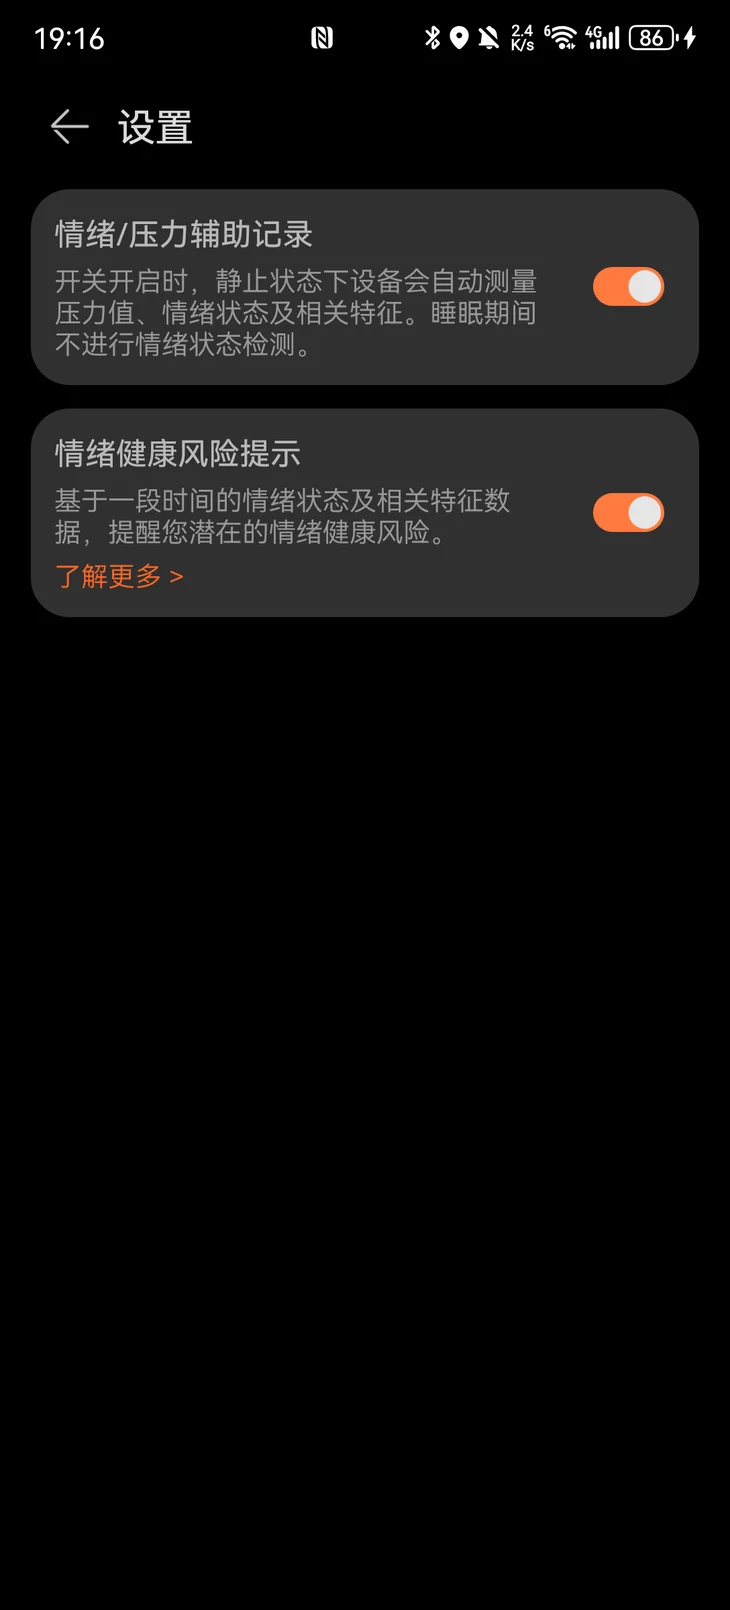 19:16
2.4
K/s
6
4G
86
设置
情绪/压力辅助记录
开关开启时，静止状态下设备会自动测量
压力值、情绪状态及相关特征。睡眠期间
不进行情绪状态检测。
情绪健康风险提示
基于一段时间的情绪状态及相关特征数
据，提醒您潜在的情绪健康风险。
了解更多 >